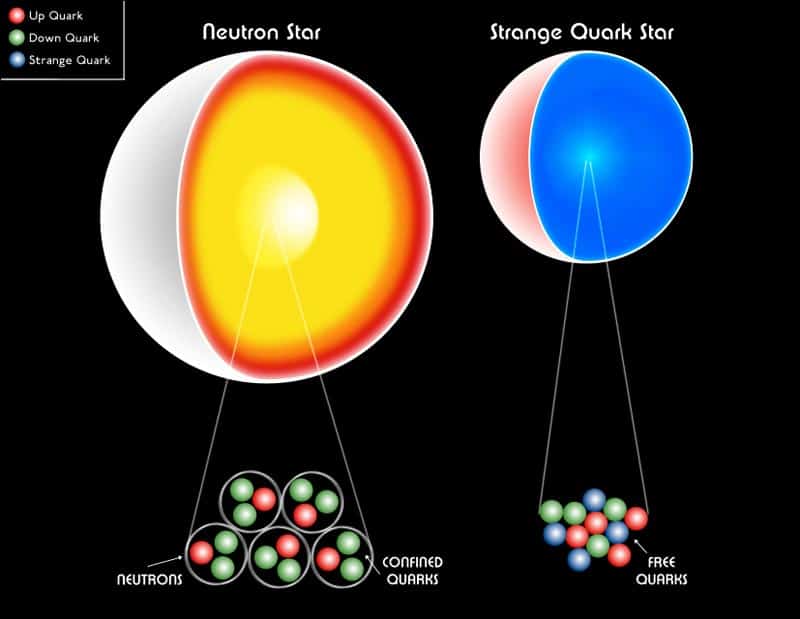 Up Quark
Down Quark
Strange Quark
Neutron Star
Strange Quark Star
NEUTRONS
CONFINED
QUARKS
FREE
QUARKS